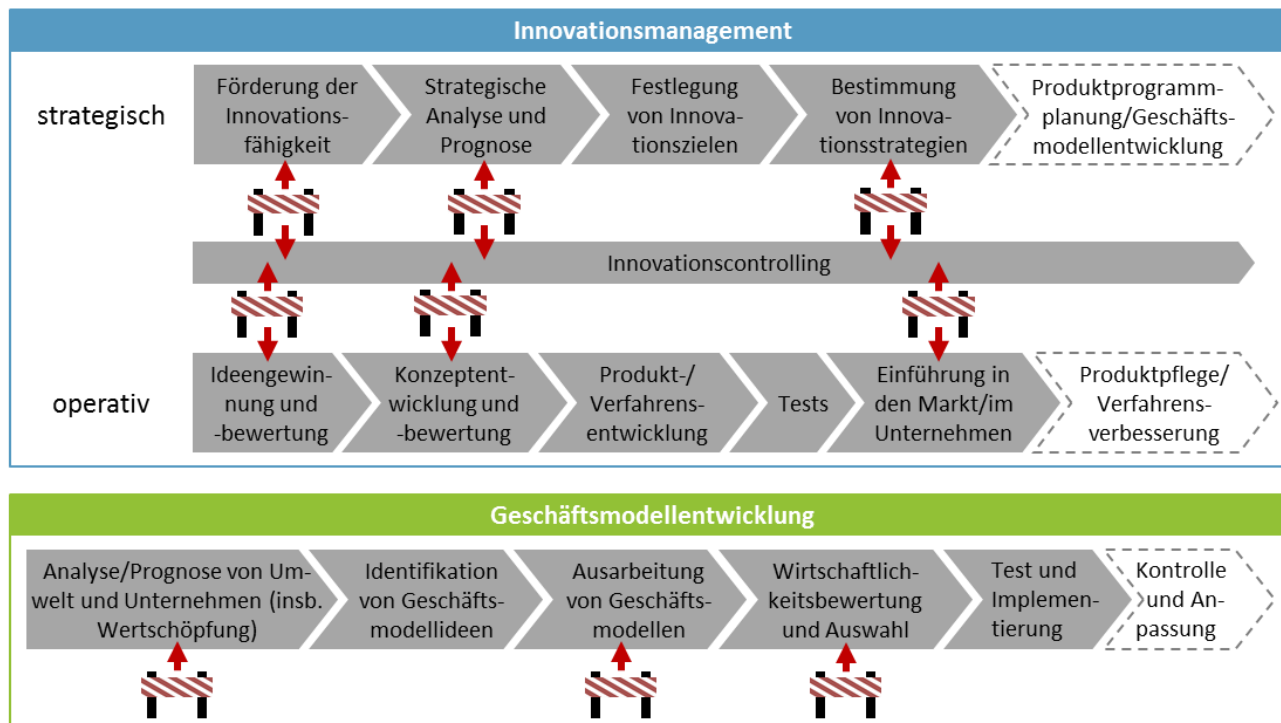 Innovationsmanagement
strategisch
Förderung der
Innovations-
fähigkeit
Strategische
Analyse und
Prognose
Festlegung
von Innova-
tionszielen
Bestimmung
von Innova-
tionsstrategien
Produktprogramm-
planung/Geschäfts-
modellentwicklung
Innovationscontrolling
operativ
Ideengewin-
nung und
-bewertung
Konzeptent-
wicklung und
-bewertung
Produkt-/
Verfahrens-
entwicklung
Tests
Einführung in
den Markt/im
Unternehmen
Produktpflege/
Verfahrens-
verbesserung
Geschäftsmodellentwicklung
Analyse/Prognose von Um-
welt und Unternehmen (insb.
Wertschöpfung)
Identifikation
von Geschäfts-
modellideen
Ausarbeitung
von Geschäfts-
modellen
Wirtschaftlich-
keitsbewertung
und Auswahl
Test und
Implemen-
tierung
Kontrolle
und An-
passung